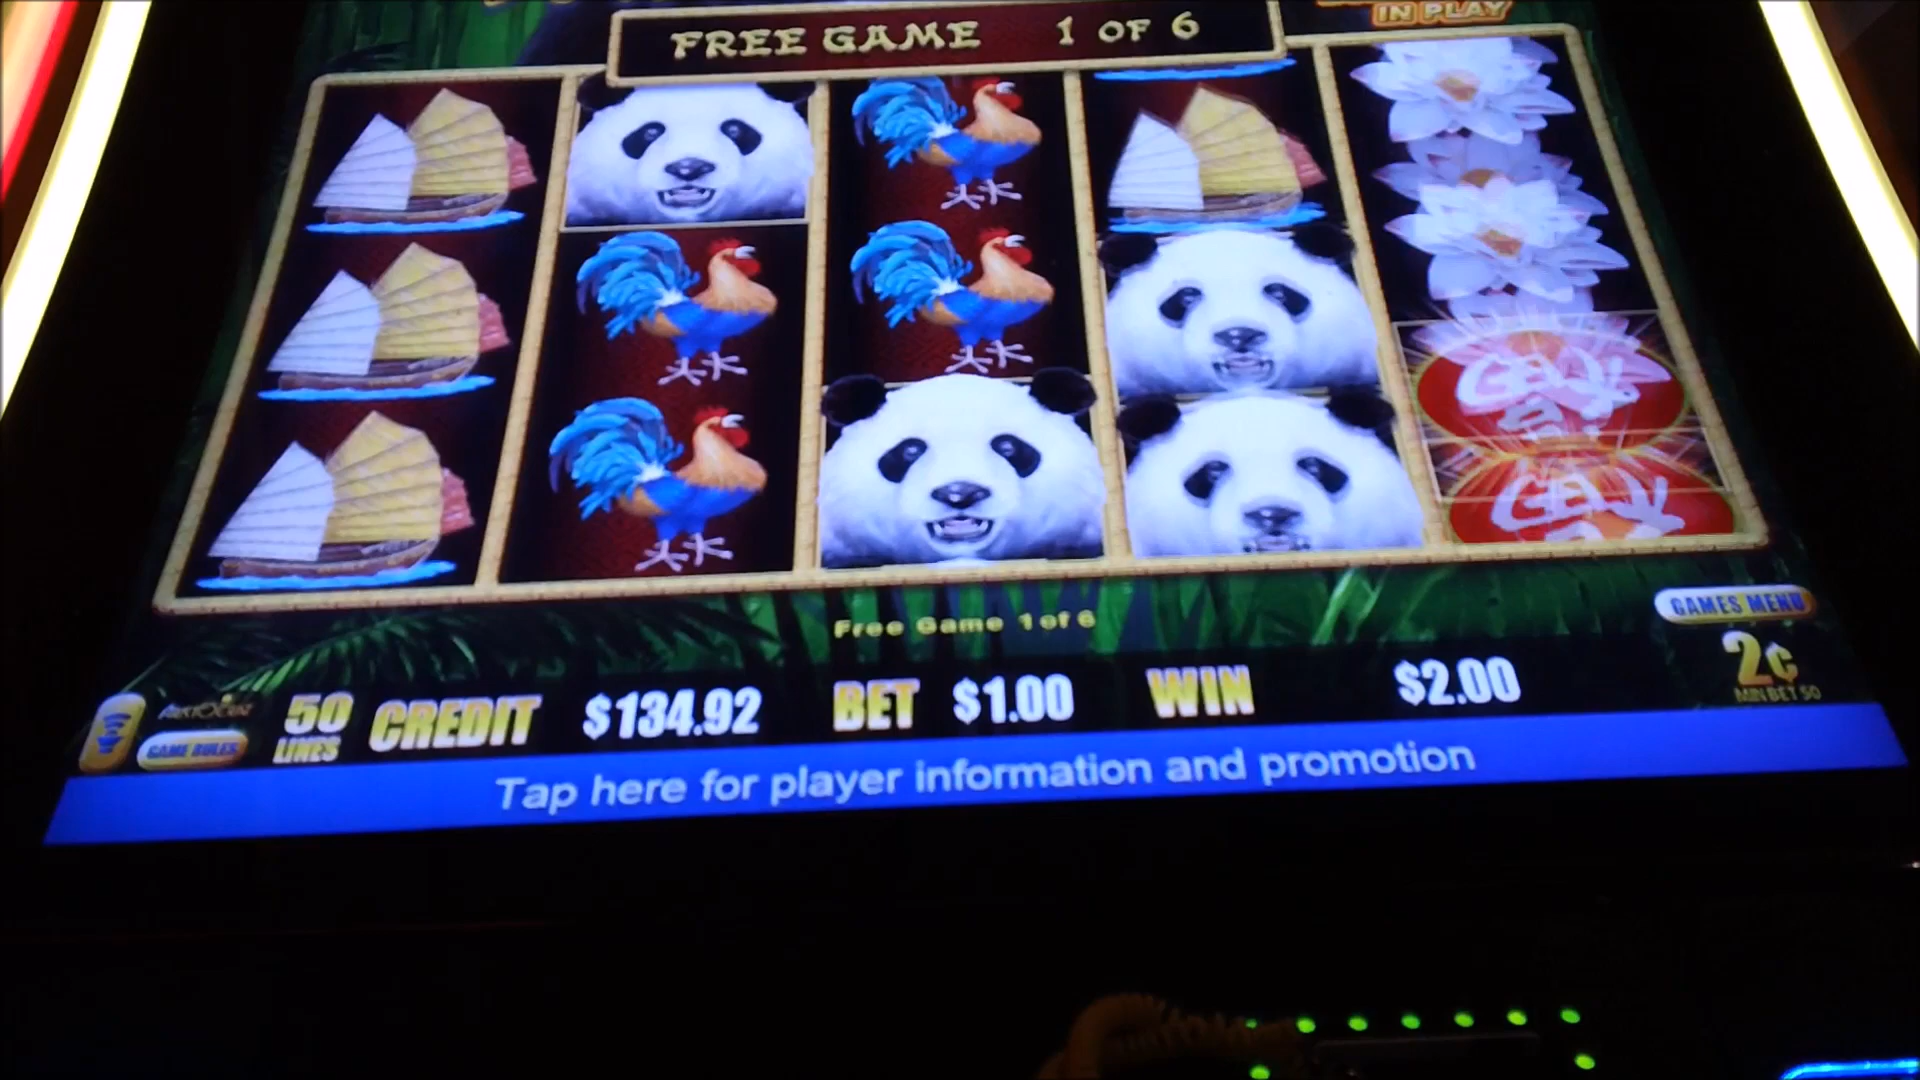 IN PLAY
FREE GAME 1 OF 6
Free Game 1 of 6
GAMES MENU
2¢
MIN BET 50
50
LINES
CREDIT $134.92 BET $1.00 WIN $2.00
GAME RULES
Tap here for player information and promotion